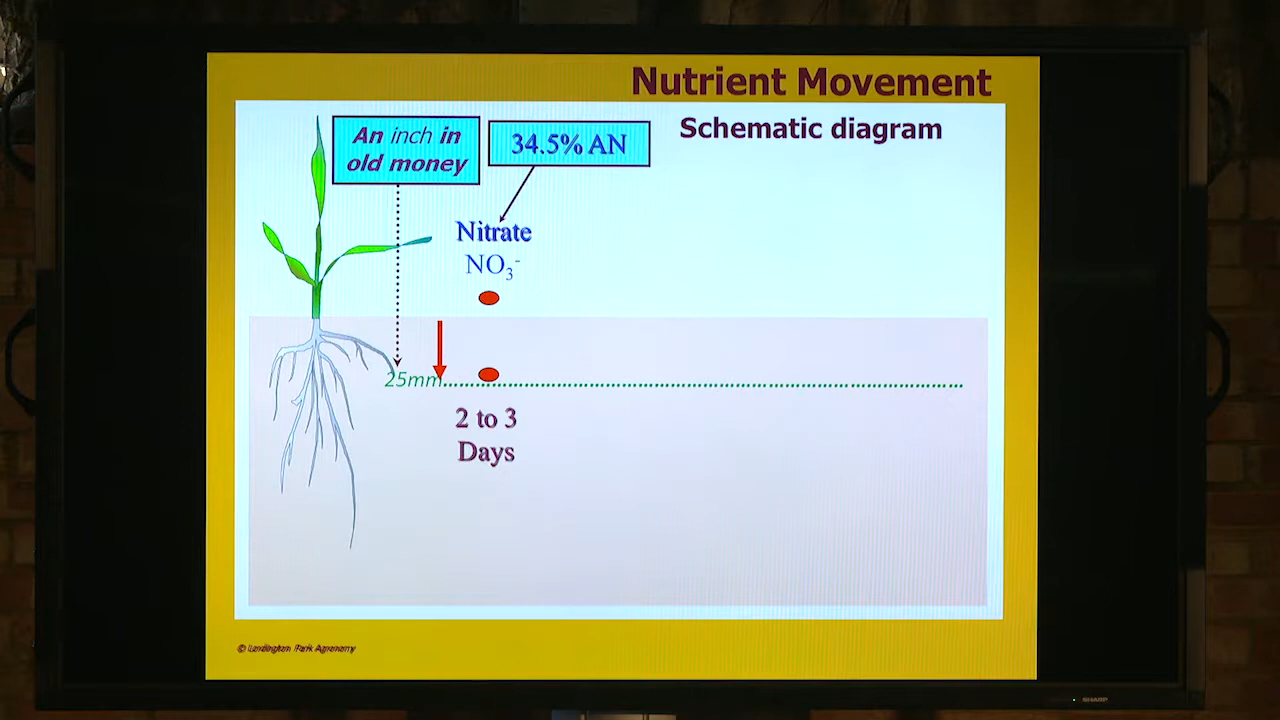 Nutrient Movement
Schematic diagram
An inch in
old money
34.5% AN
Nitrate
NO₃⁻
25mm
2 to 3
Days
Park Agronomy
SHARP